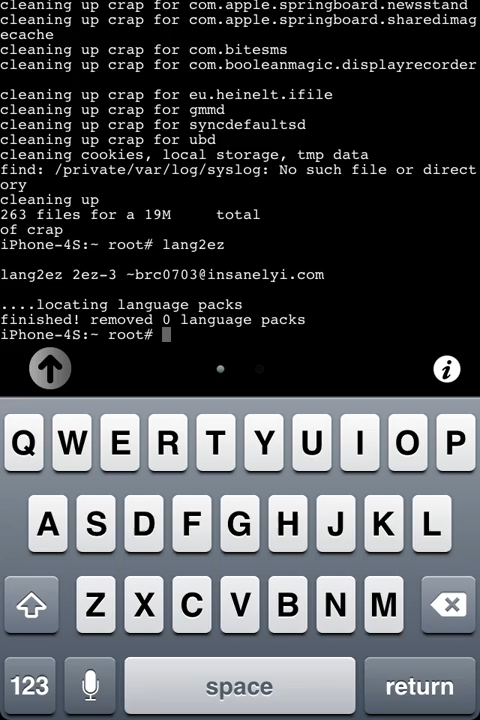 cleaning up crap for com.apple.springboard.newsstand
cleaning up crap for com.apple.springboard.sharedimag
ecache
cleaning up crap for com.bitesms
cleaning up crap for com.booleanmagic.displayrecorder
cleaning up crap for eu.heinelt.ifile
cleaning up crap for gmmd
cleaning up crap for syncdefaultsd
cleaning up crap for ubd
cleaning cookies, local storage, tmp data
find: /private/var/log/syslog: No such file or direct
ory
cleaning up
263 files for a 19M     total
of crap
iPhone-4S:~ root# lang2ez
lang2ez 2ez-3 ~brc0703@insanelyi.com
....locating language packs
finished! removed 0 language packs
iPhone-4S:~ root#
i
Q W E R T Y U I O P
A S D F G H J K L
Z X C V B N M
123 space return